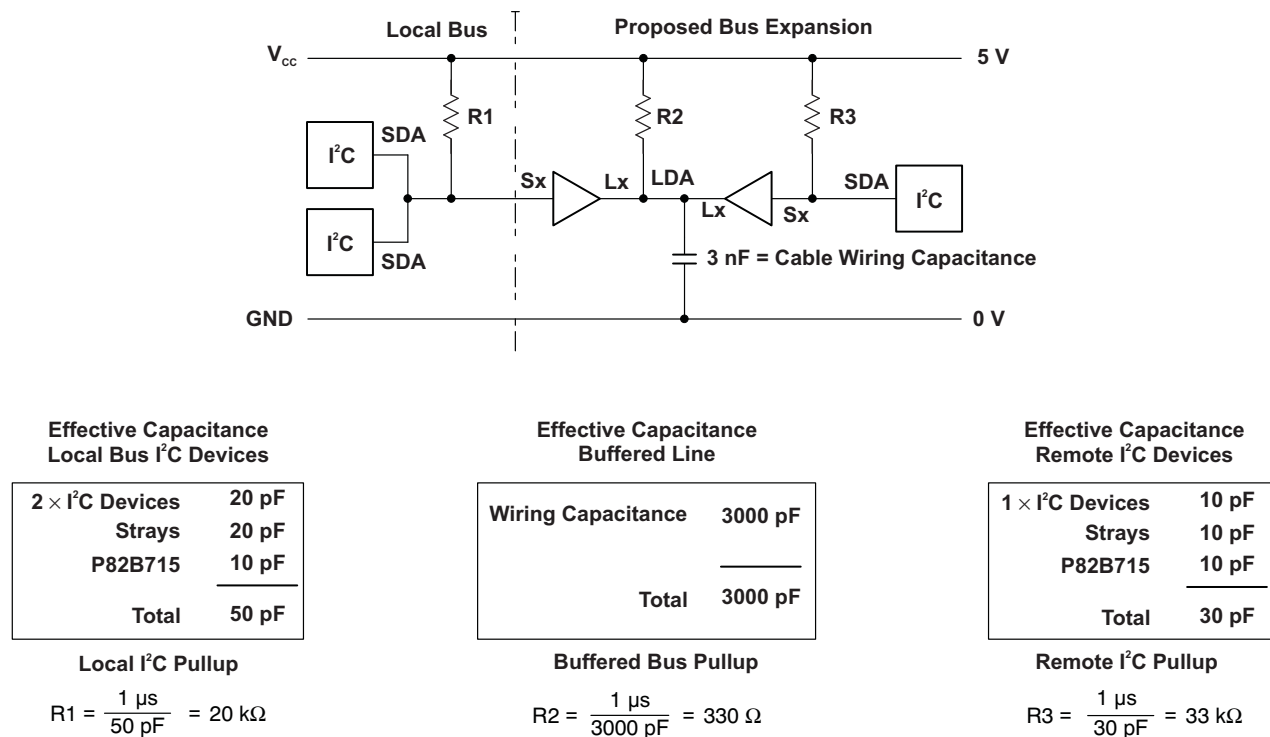 Local Bus
Proposed Bus Expansion
V_CC
5 V
R1
R2
R3
SDA
I²C
I²C
SDA
Sx
Lx
LDA
Lx
Sx
SDA
I²C
3 nF = Cable Wiring Capacitance
GND
0 V
Effective Capacitance
Local Bus I²C Devices
2 × I²C Devices 20 pF
Strays 20 pF
P82B715 10 pF
Total 50 pF
Local I²C Pullup
R1 = 1 µs / 50 pF = 20 kΩ
Effective Capacitance
Buffered Line
Wiring Capacitance 3000 pF
Total 3000 pF
Buffered Bus Pullup
R2 = 1 µs / 3000 pF = 330 Ω
Effective Capacitance
Remote I²C Devices
1 × I²C Devices 10 pF
Strays 10 pF
P82B715 10 pF
Total 30 pF
Remote I²C Pullup
R3 = 1 µs / 30 pF = 33 kΩ